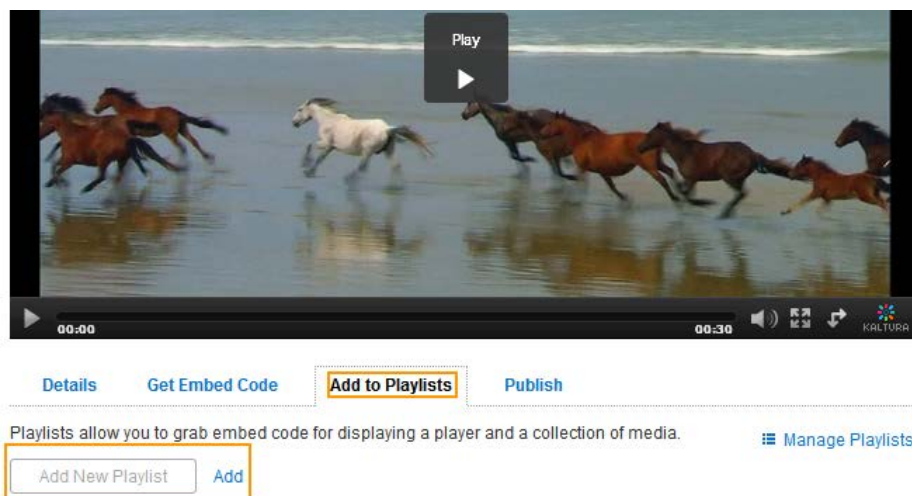 Play
00:00
00:30
KALTURA
Details Get Embed Code Add to Playlists Publish
Playlists allow you to grab embed code for displaying a player and a collection of media.
Manage Playlists
Add New Playlist Add